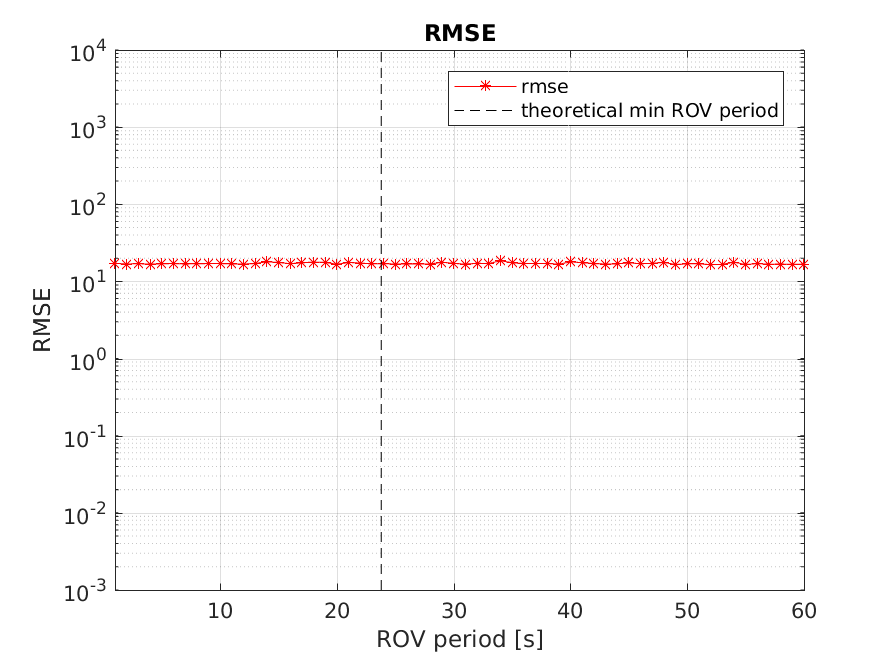 RMSE
rmse
theoretical min ROV period
10^4
10^3
10^2
10^1
10^0
10^-1
10^-2
10^-3
RMSE
10 20 30 40 50 60
ROV period [s]